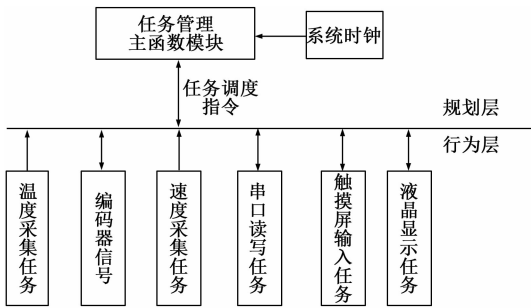 任务管理
主函数模块
系统时钟
任务调度
指令
规划层
行为层
温度采集任务
编码器信号
速度采集任务
串口读写任务
触摸屏输入任务
液晶显示任务